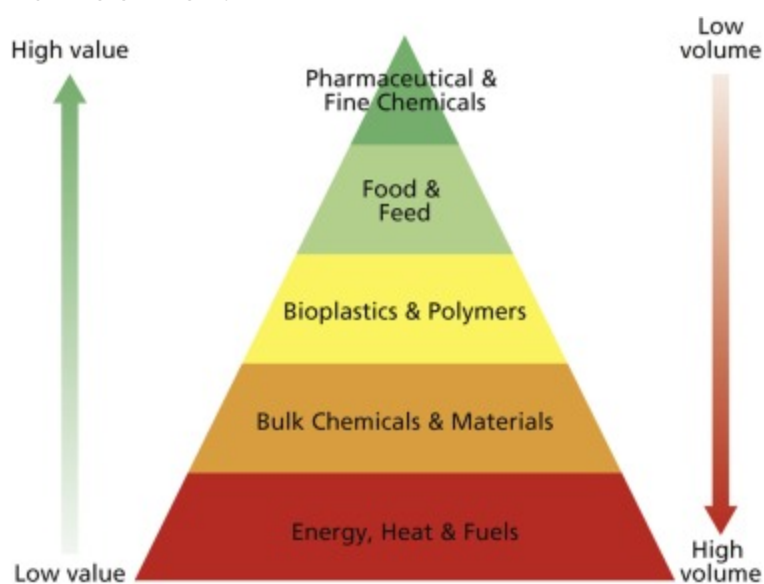 High value
Low
volume
Pharmaceutical &
Fine Chemicals
Food &
Feed
Bioplastics & Polymers
Bulk Chemicals & Materials
Energy, Heat & Fuels
Low value
High
volume